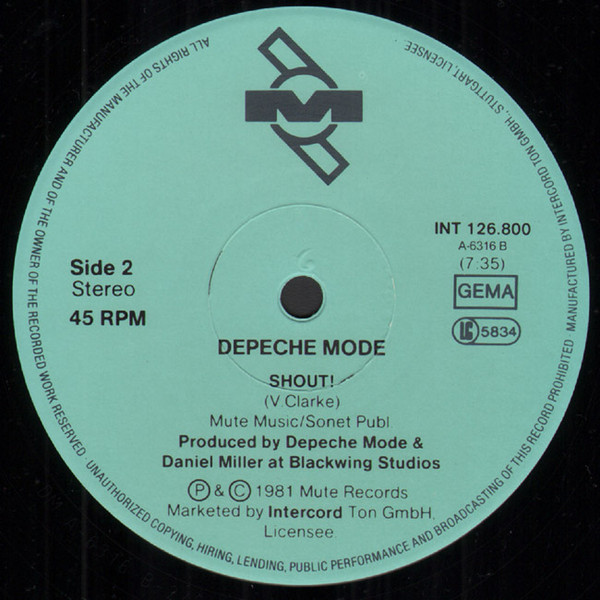 ALL RIGHTS OF THE MANUFACTURER AND OF THE OWNER OF THE RECORDED WORK RESERVED · UNAUTHORIZED COPYING, HIRING, LENDING, PUBLIC PERFORMANCE AND BROADCASTING OF THIS RECORD PROHIBITED · MANUFACTURED BY INTERCORD TON GMBH, STUTTGART, LICENSEE.
M
INT 126.800
A-6316 B
(7:35)
GEMA
LC 5834
Side 2
Stereo
45 RPM
DEPECHE MODE
SHOUT!
(V Clarke)
Mute Music/Sonet Publ.
Produced by Depeche Mode &
Daniel Miller at Blackwing Studios
Ⓟ & © 1981 Mute Records
Marketed by Intercord Ton GmbH,
Licensee.